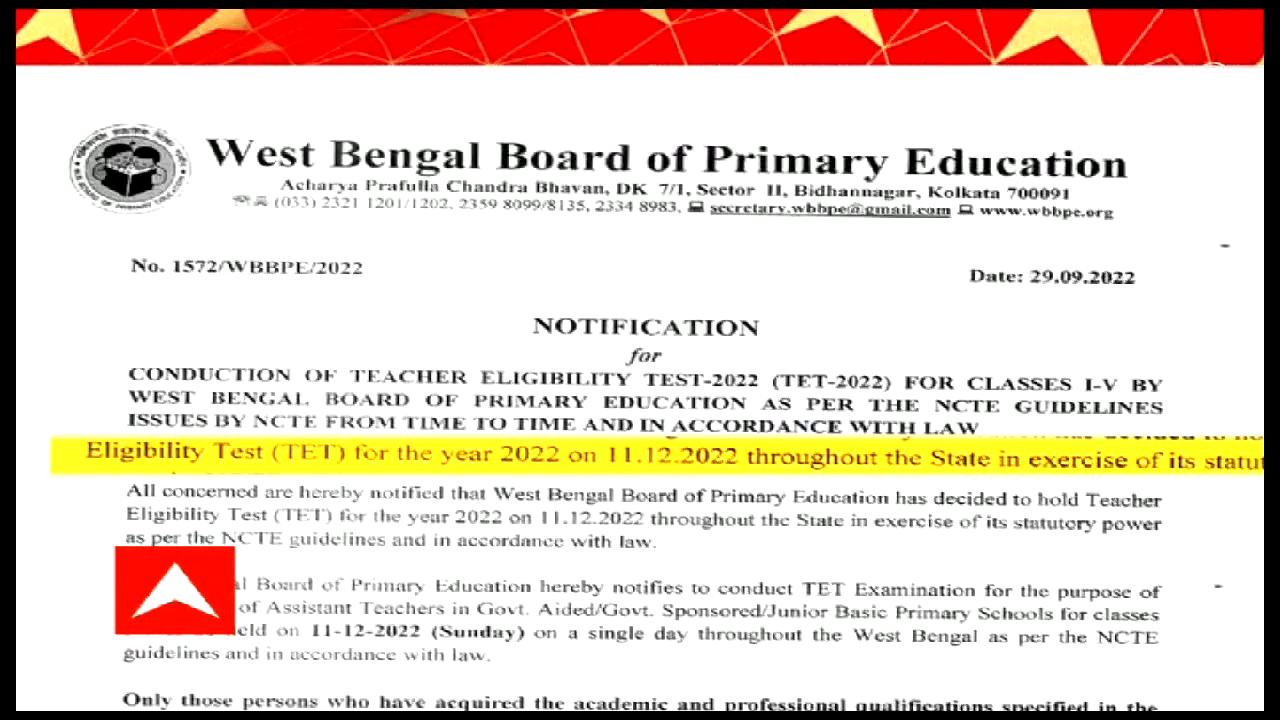 West Bengal Board of Primary Education
Acharya Prafulla Chandra Bhavan, DK 7/1, Sector II, Bidhannagar, Kolkata 700091
(033) 2321 1201/1202, 2359 8099/8135, 2334 8983, secretary.wbbpe@gmail.com www.wbbpe.org
No. 1572/WBBPE/2022
Date: 29.09.2022
NOTIFICATION
for
CONDUCTION OF TEACHER ELIGIBILITY TEST-2022 (TET-2022) FOR CLASSES I-V BY
WEST BENGAL BOARD OF PRIMARY EDUCATION AS PER THE NCTE GUIDELINES
ISSUES BY NCTE FROM TIME TO TIME AND IN ACCORDANCE WITH LAW
Eligibility Test (TET) for the year 2022 on 11.12.2022 throughout the State in exercise of its statut
All concerned are hereby notified that West Bengal Board of Primary Education has decided to hold Teacher
Eligibility Test (TET) for the year 2022 on 11.12.2022 throughout the State in exercise of its statutory power
as per the NCTE guidelines and in accordance with law.
al Board of Primary Education hereby notifies to conduct TET Examination for the purpose of
of Assistant Teachers in Govt. Aided/Govt. Sponsored/Junior Basic Primary Schools for classes
eld on 11-12-2022 (Sunday) on a single day throughout the West Bengal as per the NCTE
guidelines and in accordance with law.
Only those persons who have acquired the academic and professional qualifications specified in the